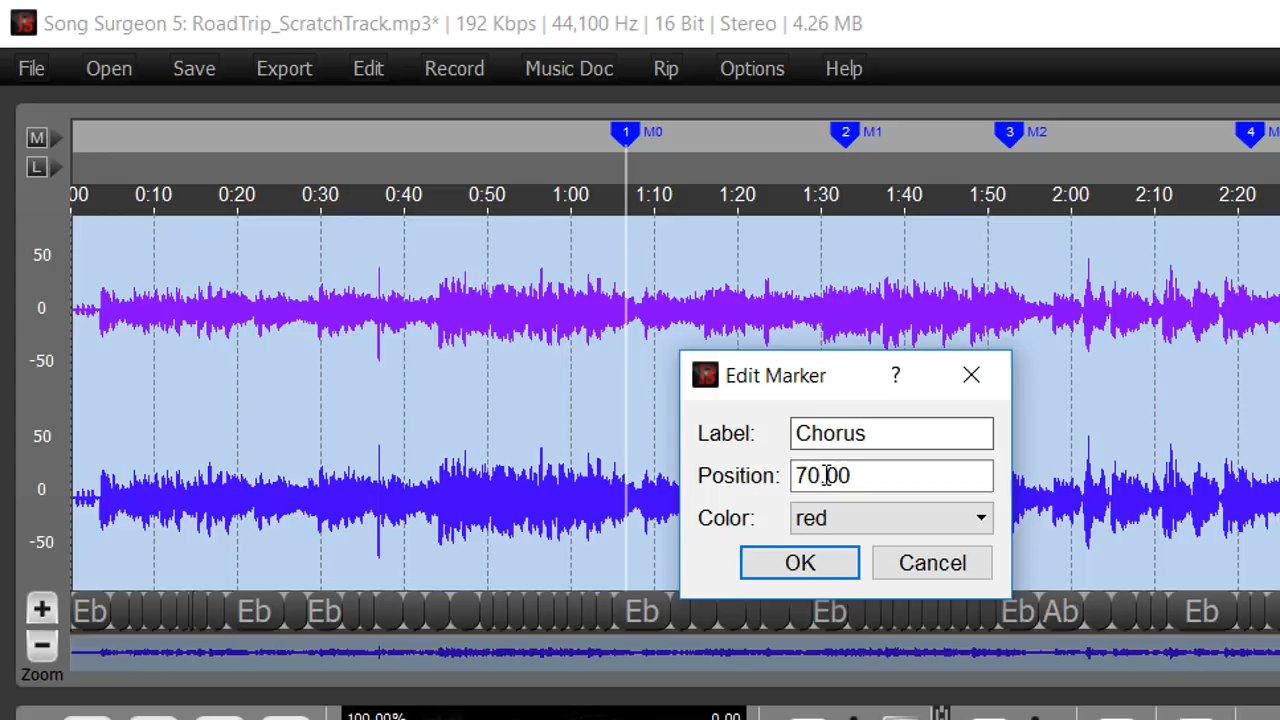 Song Surgeon 5: RoadTrip_ScratchTrack.mp3* | 192 Kbps | 44,100 Hz | 16 Bit | Stereo | 4.26 MB
File Open Save Export Edit Record Music Doc Rip Options Help
M 1 M0 2 M1 3 M2 4 M
L
:00 0:10 0:20 0:30 0:40 0:50 1:00 1:10 1:20 1:30 1:40 1:50 2:00 2:10 2:20
50
0
-50
50
0
-50
Edit Marker ?
Label: Chorus
Position: 70.00
Color: red
OK Cancel
Eb Eb Eb Eb Eb Eb Ab Eb
Zoom
100.00% 0.00